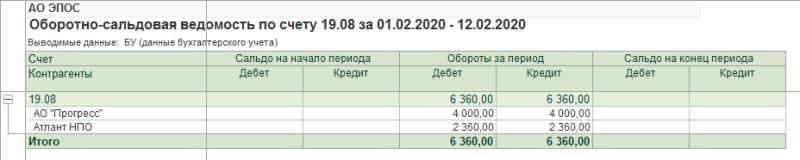 АО ЭПОС
Оборотно-сальдовая ведомость по счету 19.08 за 01.02.2020 - 12.02.2020
Выводимые данные: БУ (данные бухгалтерского учета)
Счет Сальдо на начало периода Обороты за период Сальдо на конец периода
Контрагенты Дебет Кредит Дебет Кредит Дебет Кредит
19.08 6 360,00 6 360,00
АО "Прогресс" 4 000,00 4 000,00
Атлант НПО 2 360,00 2 360,00
Итого 6 360,00 6 360,00